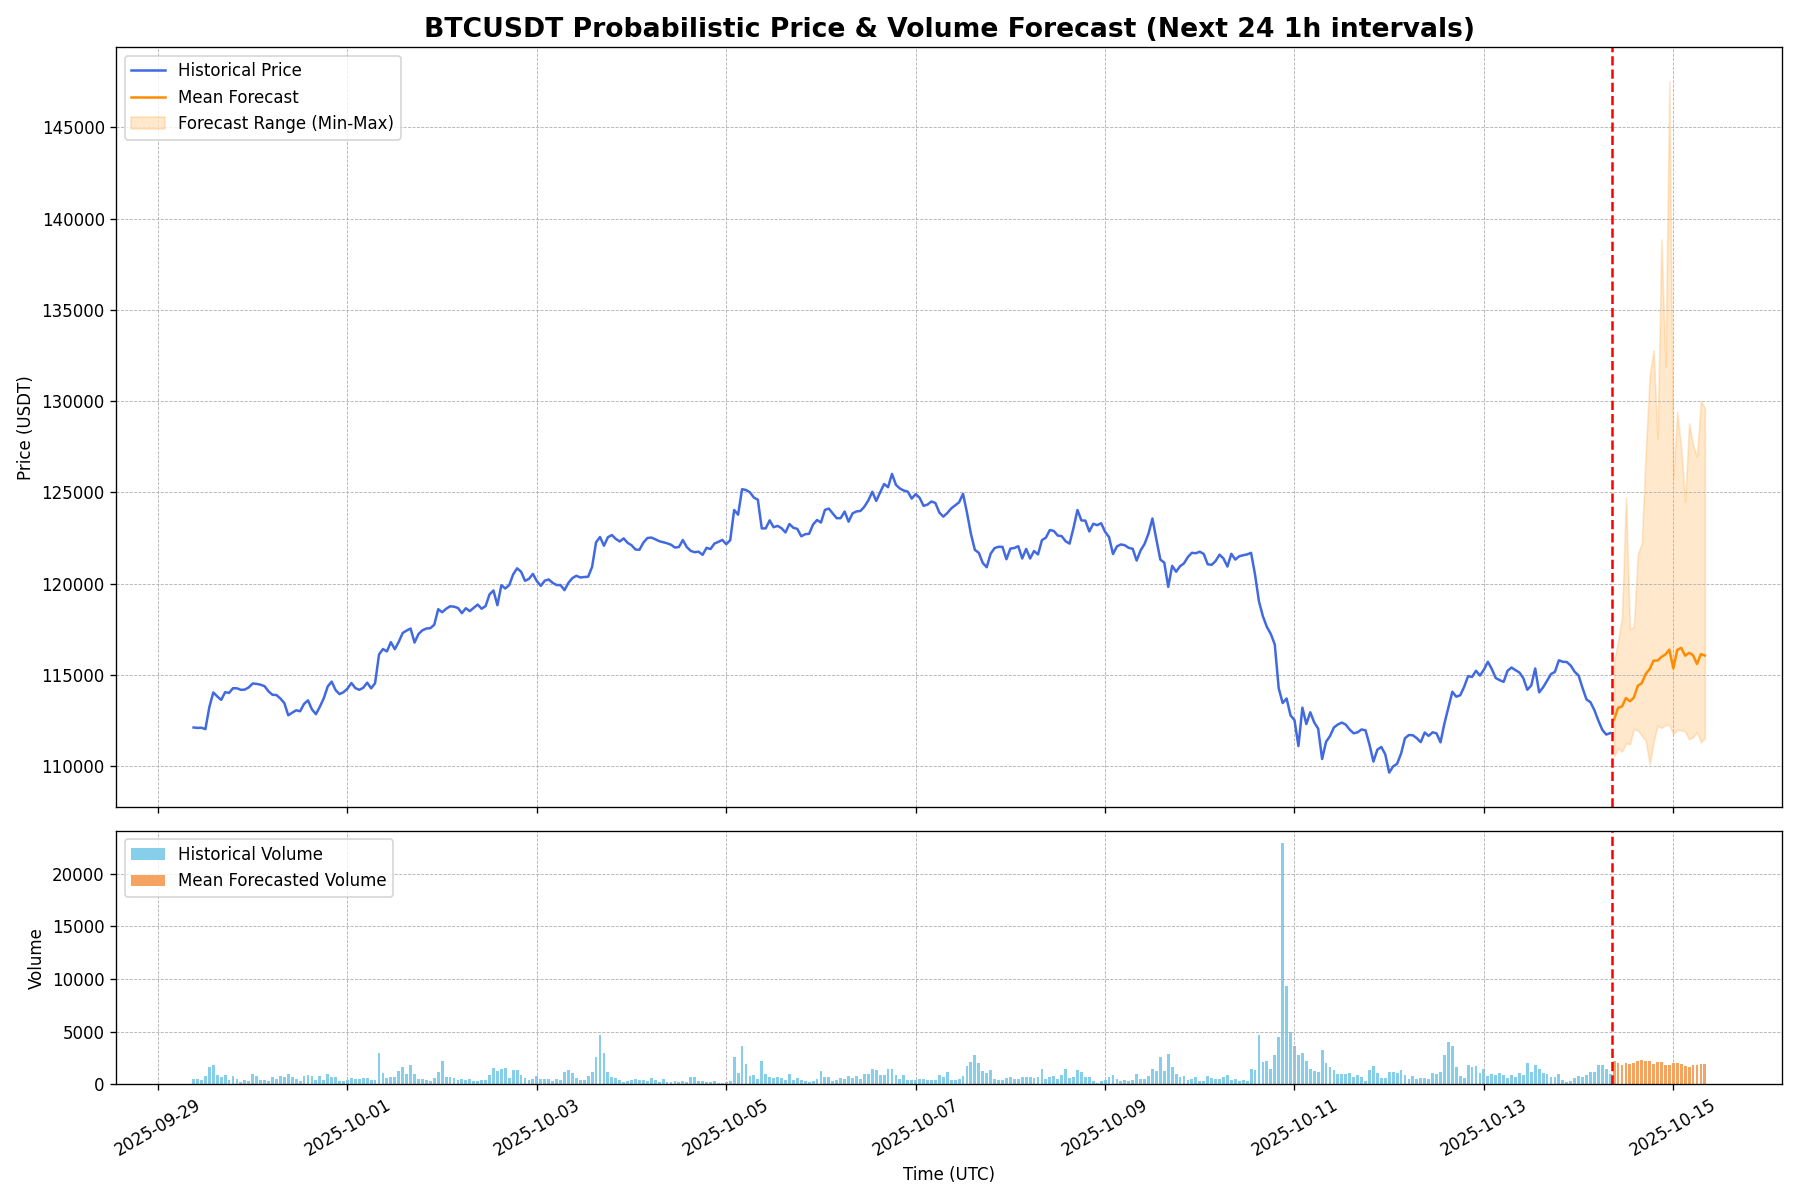 BTCUSDT Probabilistic Price & Volume Forecast (Next 24 1h intervals)
Historical Price
Mean Forecast
Forecast Range (Min-Max)
145000
140000
135000
130000
125000
120000
115000
110000
Price (USDT)
Historical Volume
Mean Forecasted Volume
20000
15000
10000
5000
0
Volume
2025-09-29
2025-10-01
2025-10-03
2025-10-05
2025-10-07
2025-10-09
2025-10-11
2025-10-13
2025-10-15
Time (UTC)